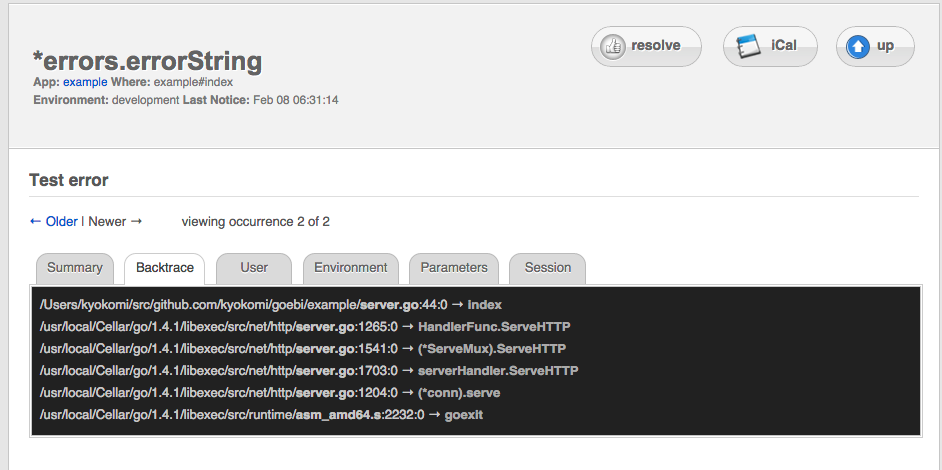 *errors.errorString
App: example Where: example#index
Environment: development Last Notice: Feb 08 06:31:14
resolve
iCal
up
Test error
← Older | Newer → viewing occurrence 2 of 2
Summary Backtrace User Environment Parameters Session
/Users/kyokomi/src/github.com/kyokomi/goebi/example/server.go:44:0 → index
/usr/local/Cellar/go/1.4.1/libexec/src/net/http/server.go:1265:0 → HandlerFunc.ServeHTTP
/usr/local/Cellar/go/1.4.1/libexec/src/net/http/server.go:1541:0 → (*ServeMux).ServeHTTP
/usr/local/Cellar/go/1.4.1/libexec/src/net/http/server.go:1703:0 → serverHandler.ServeHTTP
/usr/local/Cellar/go/1.4.1/libexec/src/net/http/server.go:1204:0 → (*conn).serve
/usr/local/Cellar/go/1.4.1/libexec/src/runtime/asm_amd64.s:2232:0 → goexit